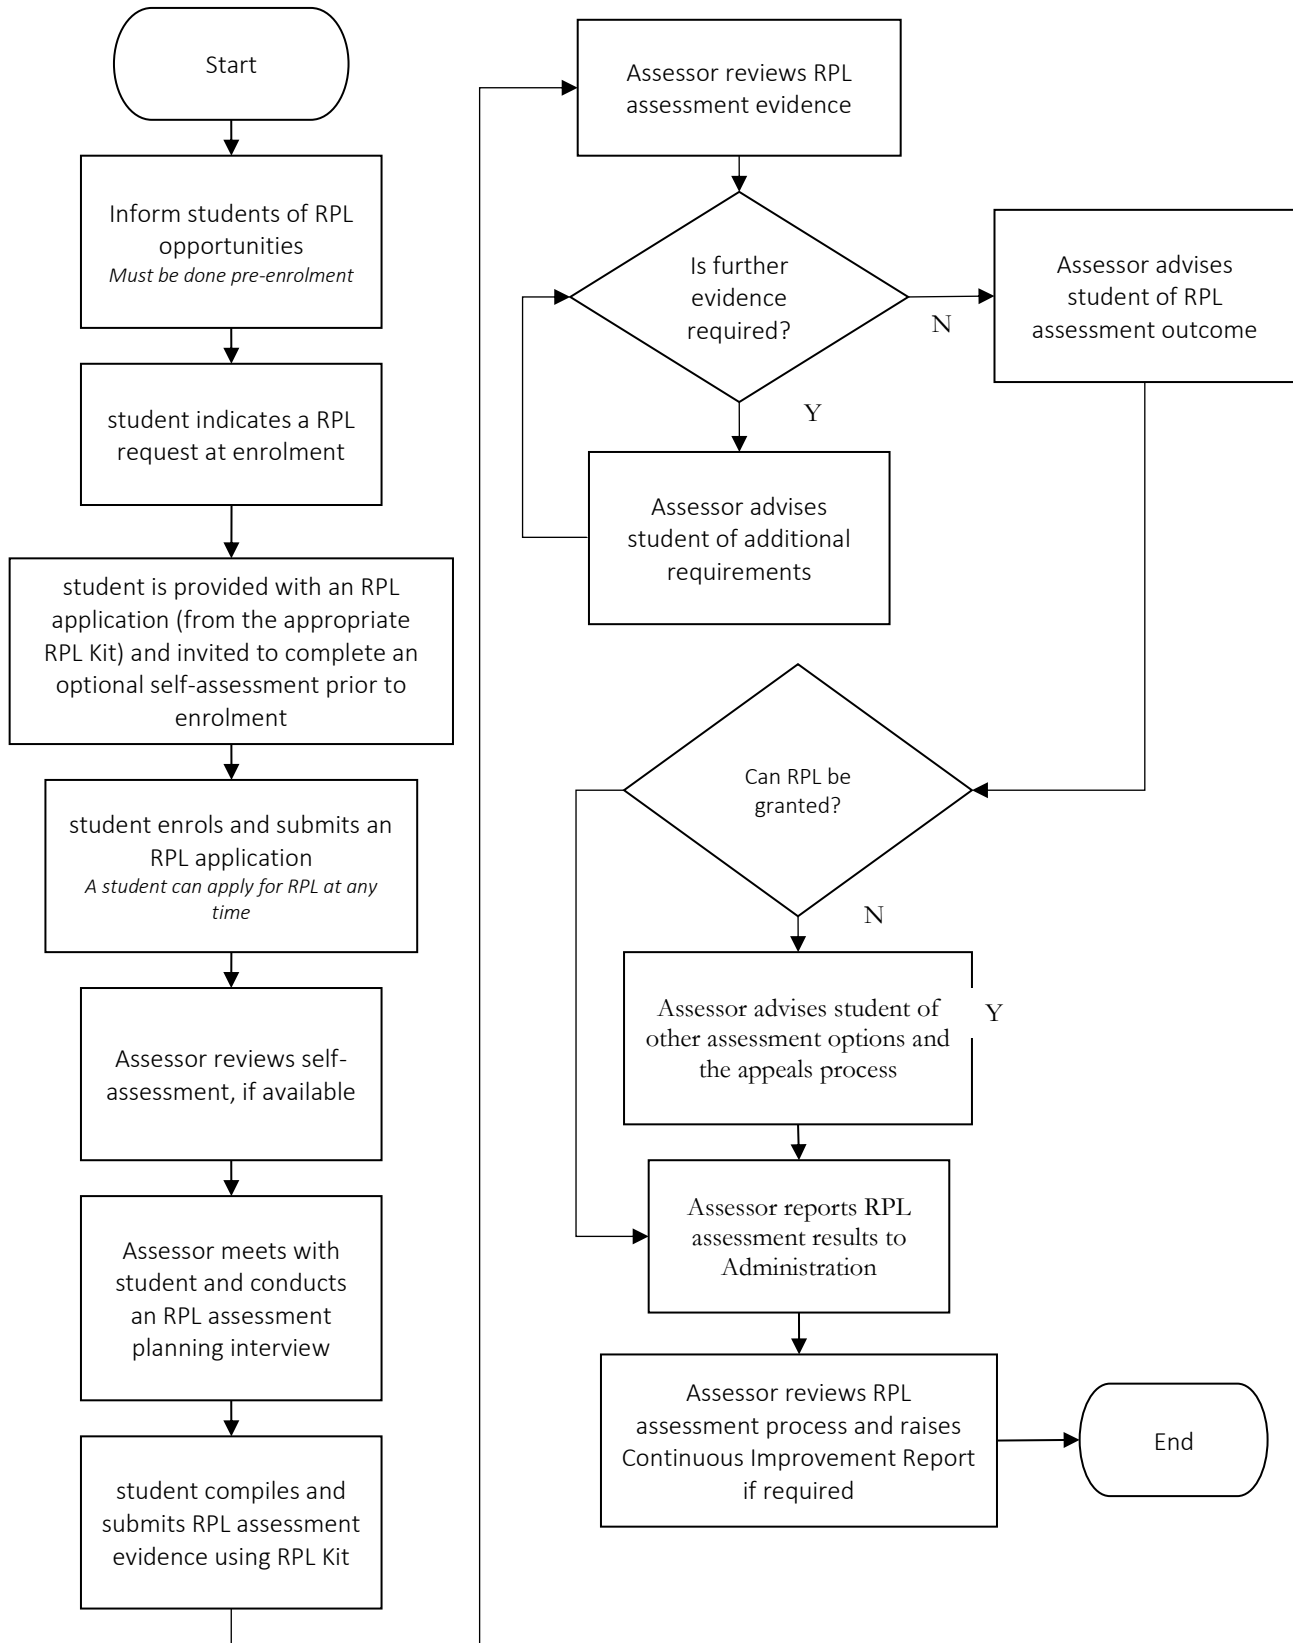 Start
Inform students of RPL
opportunities
Must be done pre-enrolment
student indicates a RPL
request at enrolment
student is provided with an RPL
application (from the appropriate
RPL Kit) and invited to complete an
optional self-assessment prior to
enrolment
student enrols and submits an
RPL application
A student can apply for RPL at any
time
Assessor reviews self-
assessment, if available
Assessor meets with
student and conducts
an RPL assessment
planning interview
student compiles and
submits RPL assessment
evidence using RPL Kit
Assessor reviews RPL
assessment evidence
Is further
evidence
required?
N
Assessor advises
student of RPL
assessment outcome
Y
Assessor advises
student of additional
requirements
Can RPL be
granted?
N
Assessor advises student of
other assessment options and
the appeals process
Y
Assessor reports RPL
assessment results to
Administration
Assessor reviews RPL
assessment process and raises
Continuous Improvement Report
if required
End